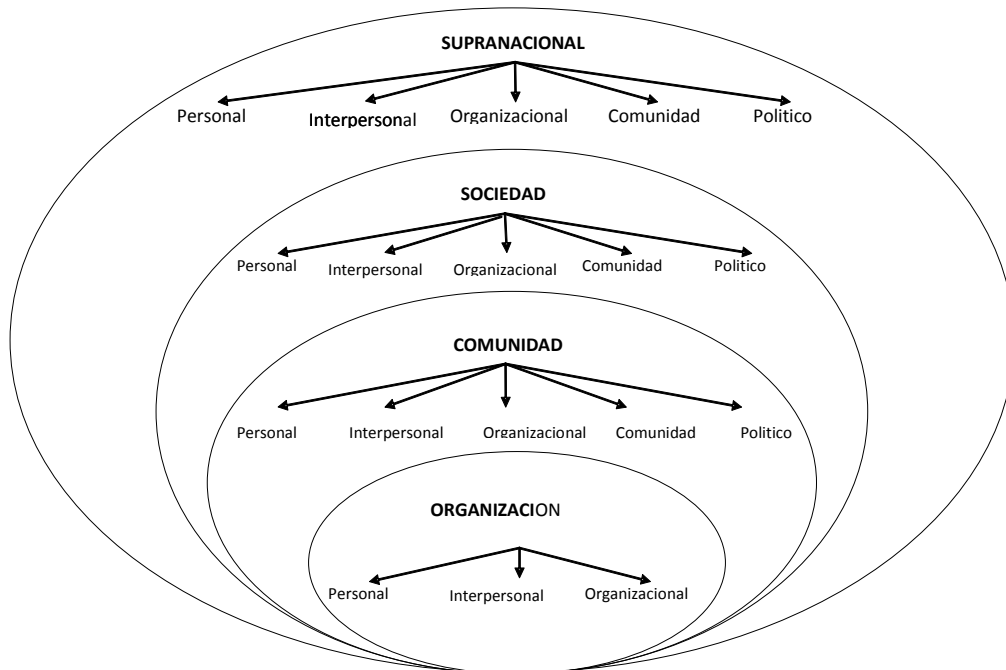 SUPRANACIONAL
Personal Interpersonal Organizacional Comunidad Politico
SOCIEDAD
Personal Interpersonal Organizacional Comunidad Politico
COMUNIDAD
Personal Interpersonal Organizacional Comunidad Politico
ORGANIZACION
Personal Interpersonal Organizacional